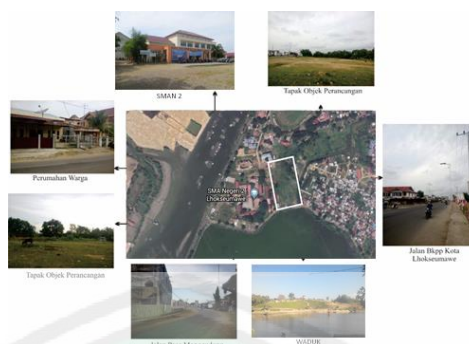 SMAN 2
Tapak Objek Perancangan
Perumahan Warga
SMA Negeri 2
Lhokseumawe
Jalan Bkpp Kota
Lhokseumawe
Tapak Objek Perancangan
WADUK